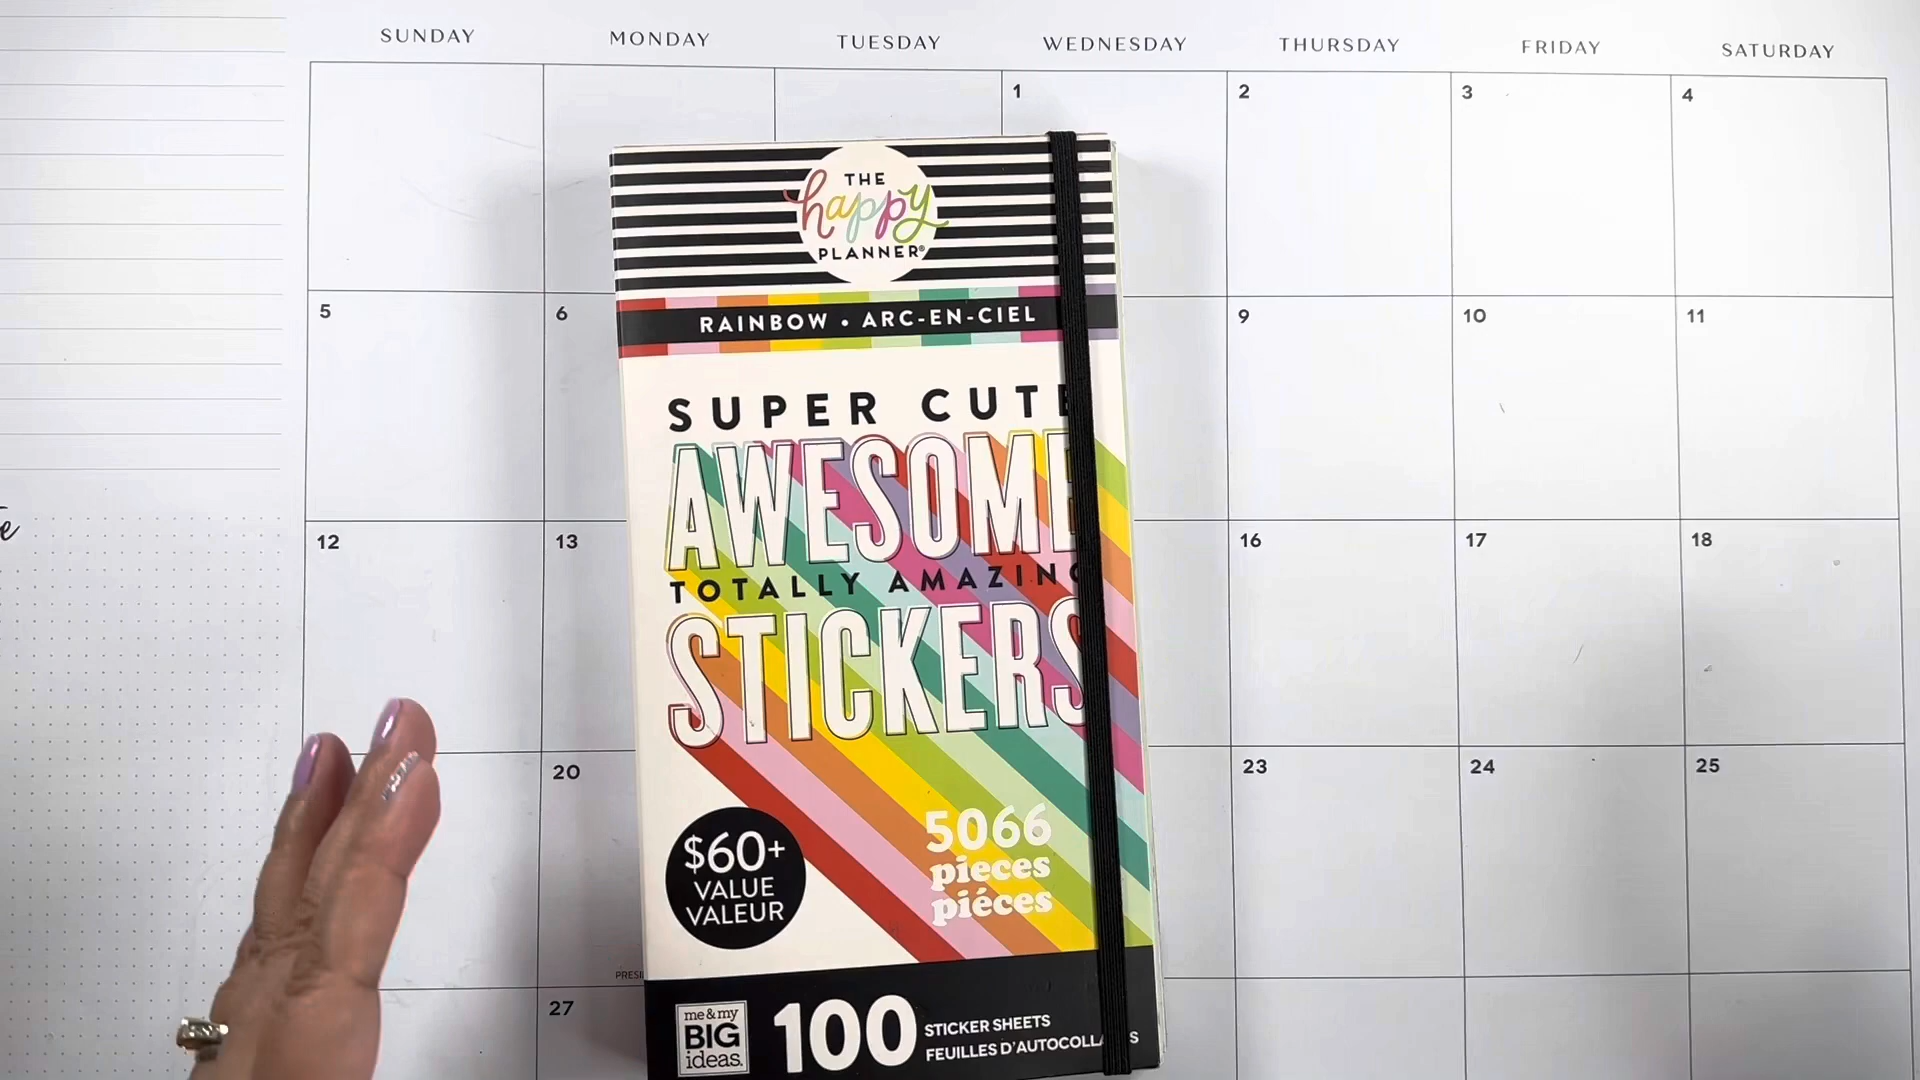 SUNDAY MONDAY TUESDAY WEDNESDAY THURSDAY FRIDAY SATURDAY
1 2 3 4
THE
happy
PLANNER®
RAINBOW • ARC-EN-CIEL
5 6 9 10 11
SUPER CUTE
AWESOME
TOTALLY AMAZING
STICKERS
12 13 16 17 18
20 23 24 25
$60+
VALUE
VALEUR
5066
pieces
piéces
27
me & my
BIG
ideas.
100
STICKER SHEETS
FEUILLES D'AUTOCOLLA S